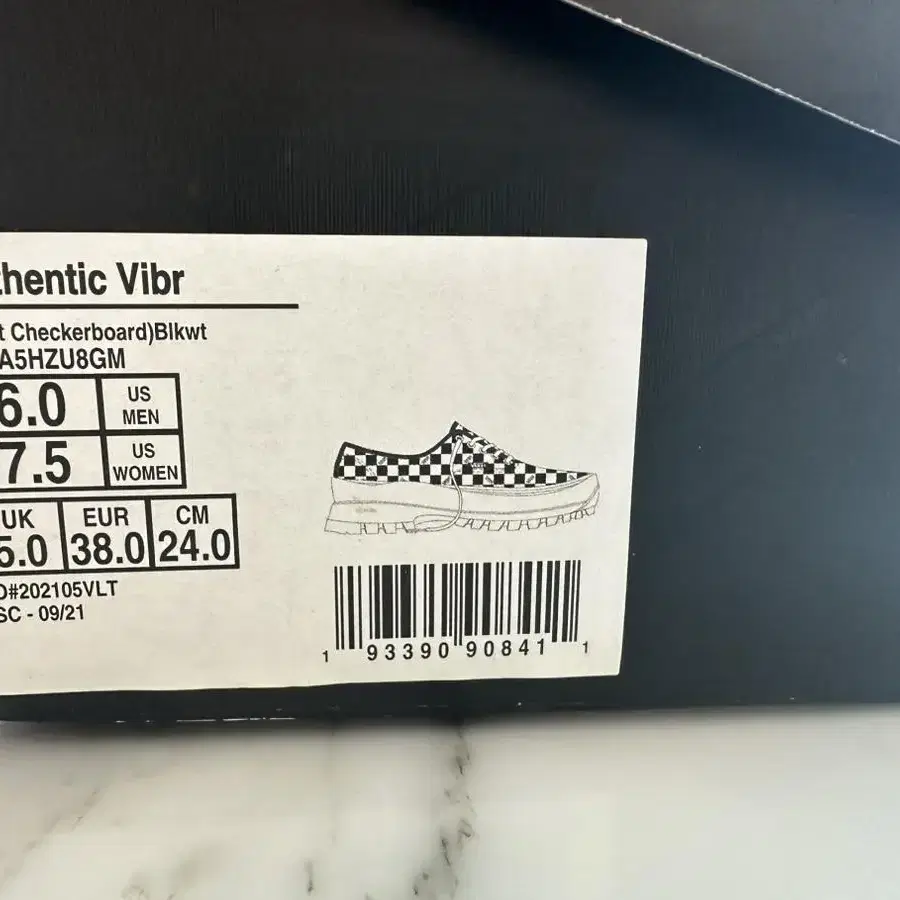 thentic Vibr
t Checkerboard)Blkwt
A5HZU8GM
6.0 US MEN
7.5 US WOMEN
UK EUR CM
5.0 38.0 24.0
O#202105VLT
SC - 09/21
1 93390 90841 1